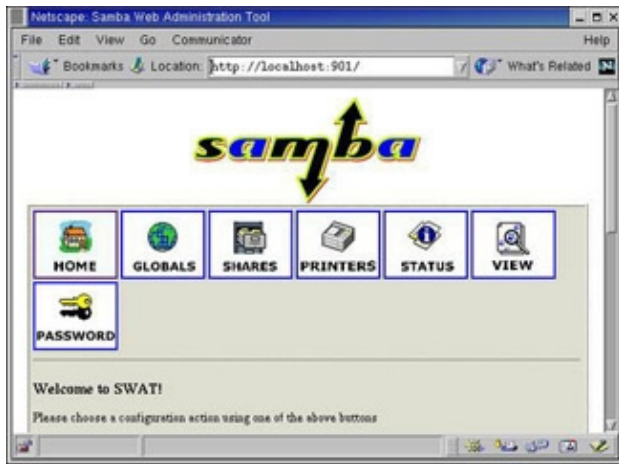 Netscape: Samba Web Administration Tool
File Edit View Go Communicator Help
Bookmarks Location: http://localhost:901/ What's Related
samba
HOME GLOBALS SHARES PRINTERS STATUS VIEW
PASSWORD
Welcome to SWAT!
Please choose a configuration action using one of the above buttons